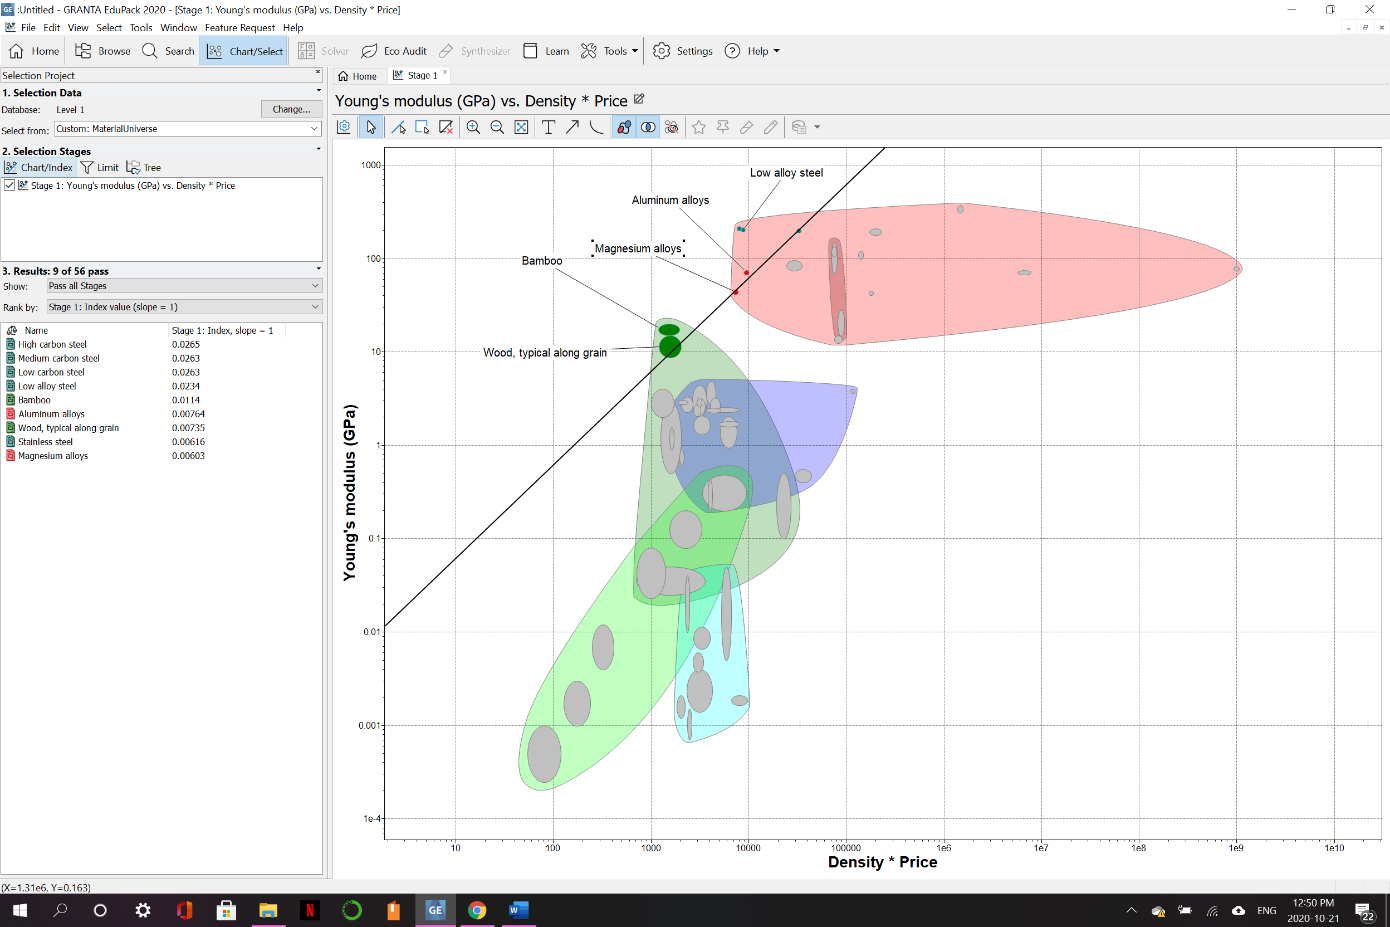 :Untitled - GRANTA EduPack 2020 - [Stage 1: Young's modulus (GPa) vs. Density * Price]
File Edit View Select Tools Window Feature Request Help
Home Browse Search Chart/Select Solver Eco Audit Synthesizer Learn Tools Settings Help
Selection Project
1. Selection Data
Database: Level 1 Change...
Select from: Custom: MaterialUniverse
2. Selection Stages
Chart/Index Limit Tree
Stage 1: Young's modulus (GPa) vs. Density * Price
3. Results: 9 of 56 pass
Show: Pass all Stages
Rank by: Stage 1: Index value (slope = 1)
Name Stage 1: Index, slope = 1
High carbon steel 0.0265
Medium carbon steel 0.0263
Low carbon steel 0.0263
Low alloy steel 0.0234
Bamboo 0.0114
Aluminum alloys 0.00764
Wood, typical along grain 0.00735
Stainless steel 0.00616
Magnesium alloys 0.00603
Home Stage 1
Young's modulus (GPa) vs. Density * Price
Low alloy steel
Aluminum alloys
Magnesium alloys
Bamboo
Wood, typical along grain
Young's modulus (GPa)
1000
100
10
1
0.1
0.01
0.001
1e-4
10 100 1000 10000 100000 1e6 1e7 1e8 1e9 1e10
Density * Price
(X=1.31e6, Y=0.163)
GE
N
GE
W
ENG
12:50 PM
2020-10-21
22